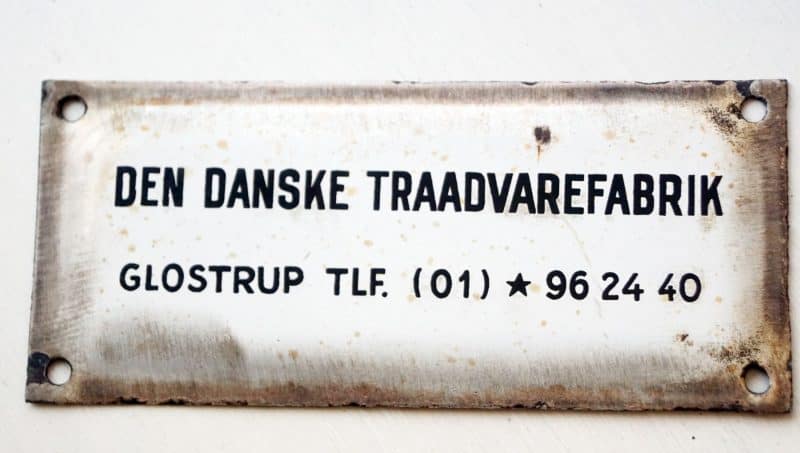 DEN DANSKE TRAADVAREFABRIK
GLOSTRUP TLF. (01) ★ 96 24 40